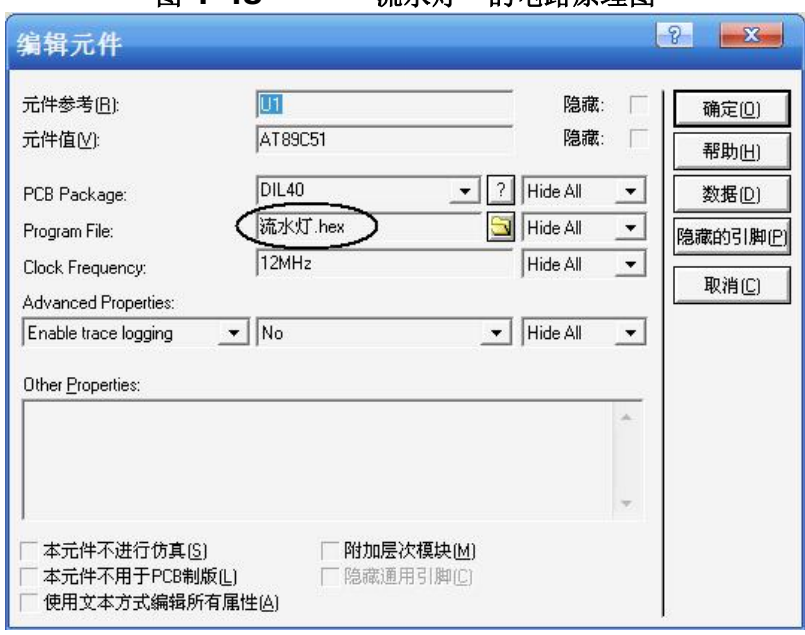 编辑元件
元件参考(R): U1 隐藏: 确定(O)
元件值(V): AT89C51 隐藏: 帮助(H)
PCB Package: DIL40 ? Hide All 数据(D)
Program File: 流水灯.hex Hide All 隐藏的引脚(P)
Clock Frequency: 12MHz Hide All 取消(C)
Advanced Properties:
Enable trace logging No Hide All
Other Properties:
本元件不进行仿真(S) 附加层次模块(M)
本元件不用于PCB制版(L) 隐藏通用引脚(C)
使用文本方式编辑所有属性(A)